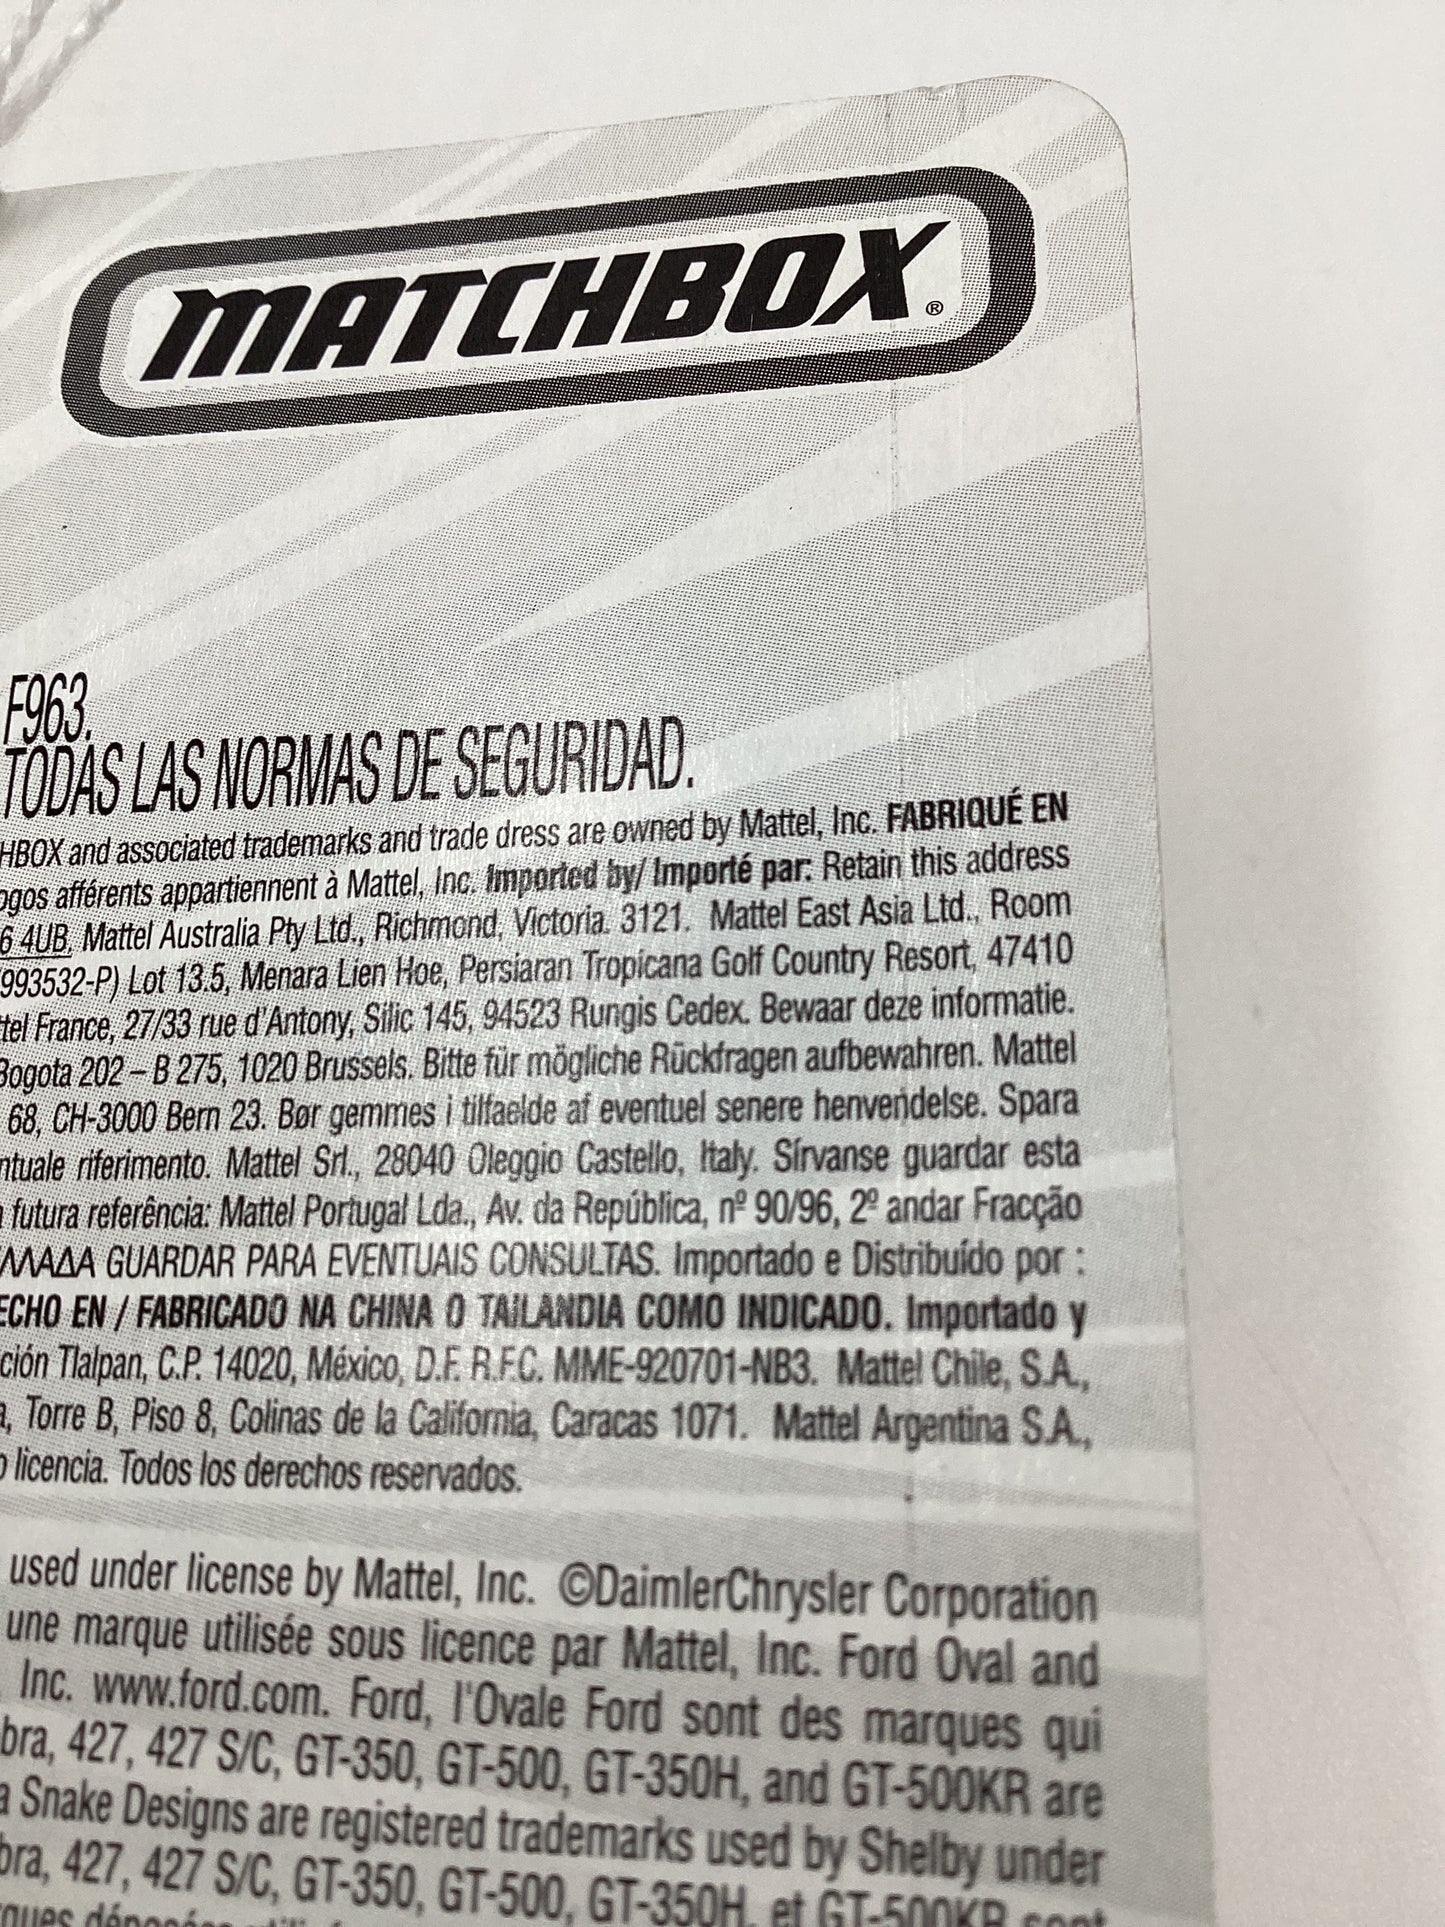 MATCHBOX®
F963.
TODAS LAS NORMAS DE SEGURIDAD.
HBOX and associated trademarks and trade dress are owned by Mattel, Inc. FABRIQUÉ EN
ogos afférents appartiennent à Mattel, Inc. Imported by/ Importé par: Retain this address
6 4UB. Mattel Australia Pty Ltd., Richmond, Victoria. 3121. Mattel East Asia Ltd., Room
993532-P) Lot 13.5, Menara Lien Hoe, Persiaran Tropicana Golf Country Resort, 47410
ttel France, 27/33 rue d'Antony, Silic 145, 94523 Rungis Cedex. Bewaar deze informatie.
Bogota 202 – B 275, 1020 Brussels. Bitte für mögliche Rückfragen aufbewahren. Mattel
68, CH-3000 Bern 23. Bør gemmes i tilfaelde af eventuel senere henvendelse. Spara
ntuale riferimento. Mattel Srl., 28040 Oleggio Castello, Italy. Sírvanse guardar esta
futura referência: Mattel Portugal Lda., Av. da República, nº 90/96, 2º andar Fracção
ΛΛΑΔΑ GUARDAR PARA EVENTUAIS CONSULTAS. Importado e Distribuído por :
ECHO EN / FABRICADO NA CHINA O TAILANDIA COMO INDICADO. Importado y
ción Tlalpan, C.P. 14020, México, D.F. R.F.C. MME-920701-NB3. Mattel Chile, S.A.,
a, Torre B, Piso 8, Colinas de la California, Caracas 1071. Mattel Argentina S.A.,
o licencia. Todos los derechos reservados.
used under license by Mattel, Inc. ©DaimlerChrysler Corporation
une marque utilisée sous licence par Mattel, Inc. Ford Oval and
Inc. www.ford.com. Ford, l'Ovale Ford sont des marques qui
bra, 427, 427 S/C, GT-350, GT-500, GT-350H, and GT-500KR are
a Snake Designs are registered trademarks used by Shelby under
bra, 427, 427 S/C, GT-350, GT-500, GT-350H, et GT-500KR sont